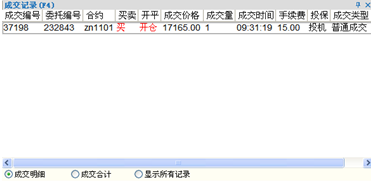 成交记录(F4)
成交编号 委托编号 合约 买卖 开平 成交价格 成交量 成交时间 手续费 投保 成交类型
37198 232843 zn1101 买 开仓 17165.00 1 09:31:19 15.00 投机 普通成交
成交明细 成交合计 显示所有记录